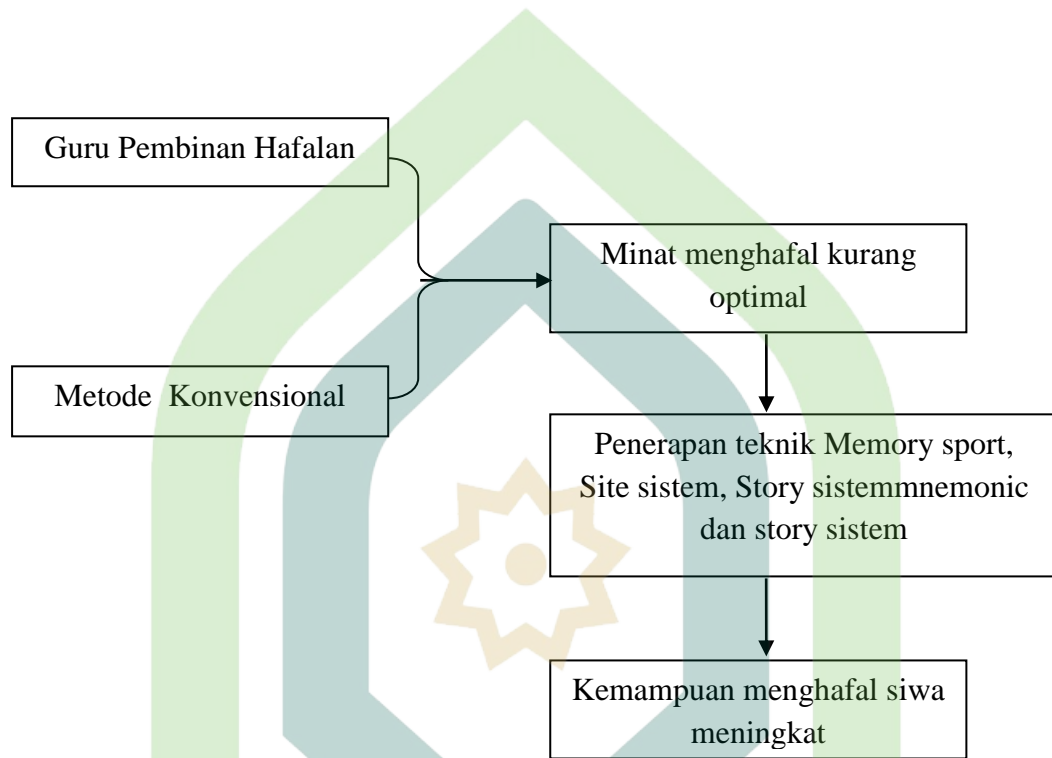 Guru Pembinan Hafalan
Minat menghafal kurang
optimal
Metode Konvensional
Penerapan teknik Memory sport,
Site sistem, Story sistemmnemonic
dan story sistem
Kemampuan menghafal siwa
meningkat